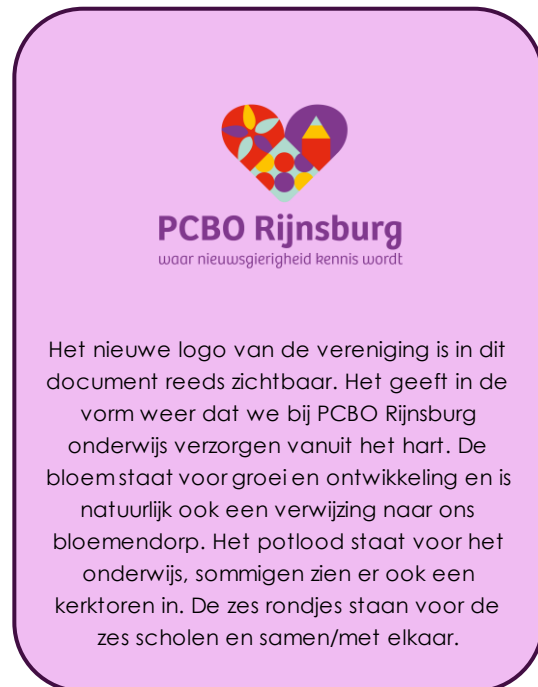 PCBO Rijnsburg
waar nieuwsgierigheid kennis wordt
Het nieuwe logo van de vereniging is in dit
document reeds zichtbaar. Het geeft in de
vorm weer dat we bij PCBO Rijnsburg
onderwijs verzorgen vanuit het hart. De
bloem staat voor groei en ontwikkeling en is
natuurlijk ook een verwijzing naar ons
bloemendorp. Het potlood staat voor het
onderwijs, sommigen zien er ook een
kerktoren in. De zes rondjes staan voor de
zes scholen en samen/met elkaar.